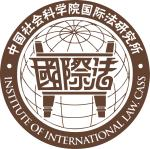 中国社会科学院国际法研究所
國際法
INSTITUTE OF INTERNATIONAL LAW, CASS